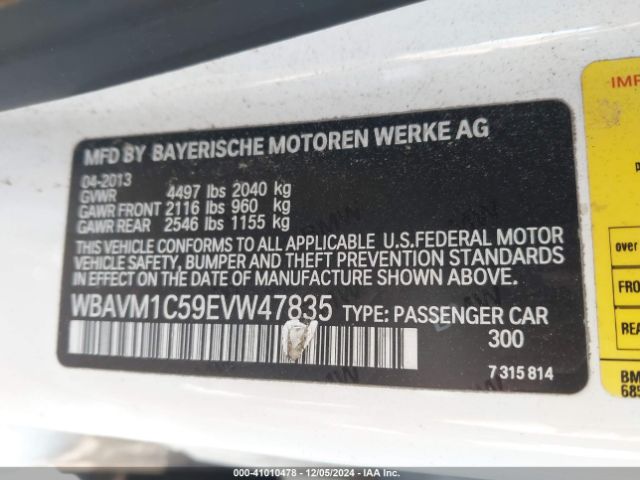 MFD BY BAYERISCHE MOTOREN WERKE AG
04-2013
GVWR 4497 lbs 2040 kg
GAWR FRONT 2116 lbs 960 kg
GAWR REAR 2546 lbs 1155 kg
THIS VEHICLE CONFORMS TO ALL APPLICABLE U.S.FEDERAL MOTOR
VEHICLE SAFETY, BUMPER AND THEFT PREVENTION STANDARDS
IN EFFECT ON THE DATE OF MANUFACTURE SHOWN ABOVE.
WBAVM1C59EVW47835 TYPE: PASSENGER CAR
300
7 315 814
IMP
over
FRO
REA
BM
685
000-41010478 - 12/05/2024 - IAA Inc.